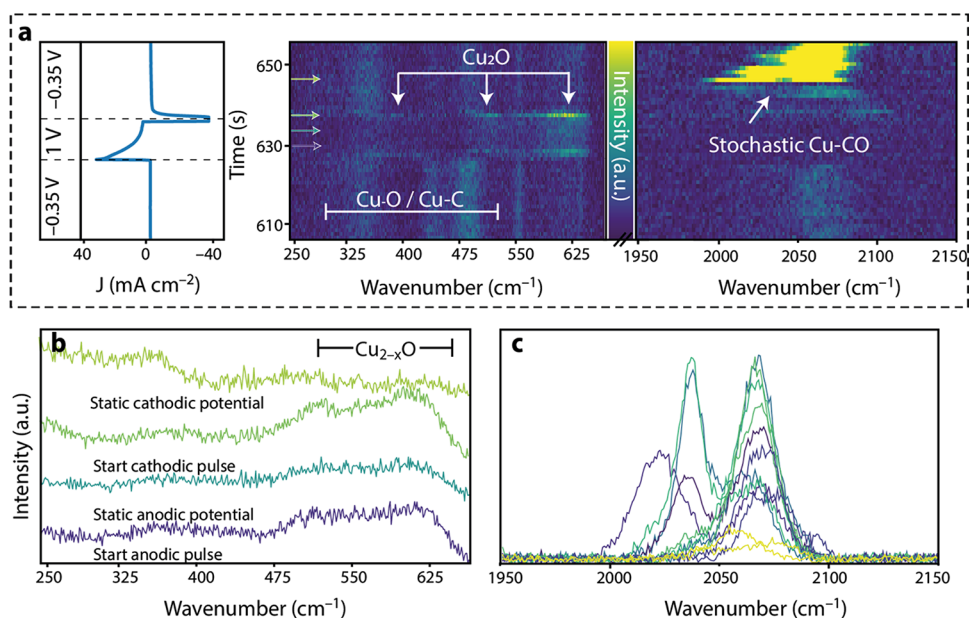 a
−0.35 V
1 V
−0.35 V
40
0
−40
J (mA cm−2)
Time (s)
650
630
610
Cu2O
Cu-O / Cu-C
250
325
400
475
550
625
Wavenumber (cm−1)
Intensity (a.u.)
Stochastic Cu-CO
1950
2000
2050
2100
2150
Wavenumber (cm−1)
b
Cu2−xO
Static cathodic potential
Start cathodic pulse
Static anodic potential
Start anodic pulse
Intensity (a.u.)
250
325
400
475
550
625
Wavenumber (cm−1)
c
1950
2000
2050
2100
2150
Wavenumber (cm−1)